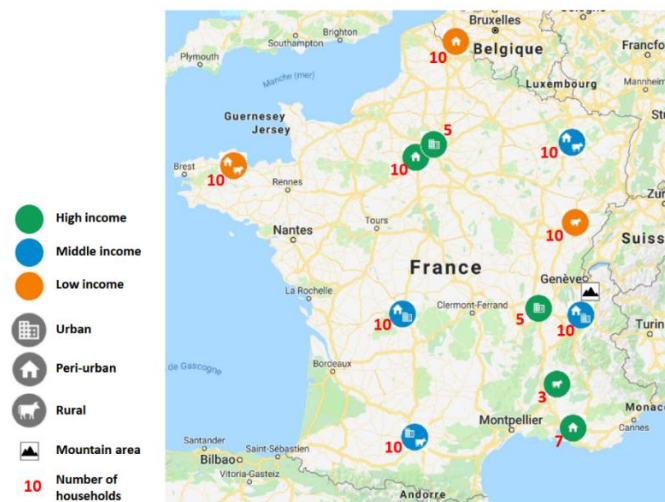 Bruxelles
Cologne
Brighton
Southampton
Belgique
Plymouth
Francfo
10
Manche (mer)
Luxembourg
Mannheim
Guernesey
Jersey
5
Stu
10
10
Brest
10
Rennes
High income
Tours
Zur
Middle income
Nantes
10
Suiss
Low income
France
Genève
La Rochelle
Urban
Clermont-Ferrand
10
5
10
Turin
Peri-urban
de Gascogne
Bordeaux
Rural
3
Monaco
Mountain area
Montpellier
Cannes
Santander
Saint-Sébastien
10
7
10
Number of
households
Bilbao
Vitoria-Gasteiz
Andorre